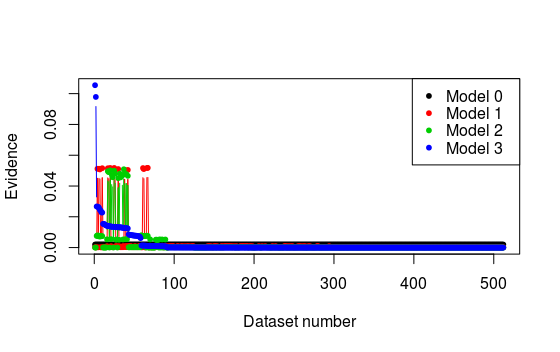 Model 0
Model 1
Model 2
Model 3
Evidence
0.08
0.04
0.00
0 100 200 300 400 500
Dataset number